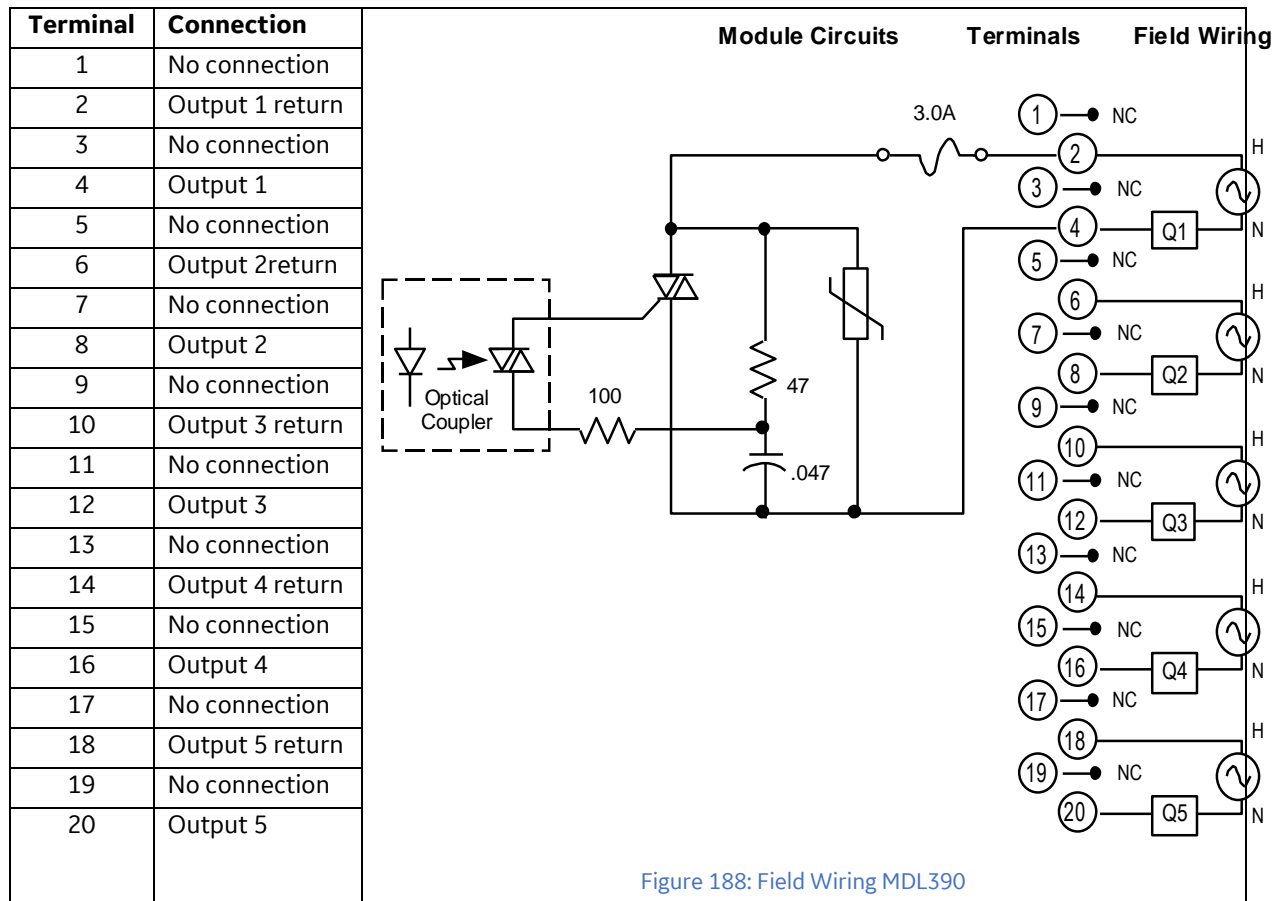 Terminal Connection
1 No connection
2 Output 1 return
3 No connection
4 Output 1
5 No connection
6 Output 2return
7 No connection
8 Output 2
9 No connection
10 Output 3 return
11 No connection
12 Output 3
13 No connection
14 Output 4 return
15 No connection
16 Output 4
17 No connection
18 Output 5 return
19 No connection
20 Output 5
Module Circuits Terminals Field Wiring
3.0A
1 NC
2 H
3 NC
4 Q1 N
5 NC
6 H
7 NC
8 Q2 N
9 NC
10 H
11 NC
12 Q3 N
13 NC
14 H
15 NC
16 Q4 N
17 NC
18 H
19 NC
20 Q5 N
Optical
Coupler
100
47
.047
Figure 188: Field Wiring MDL390